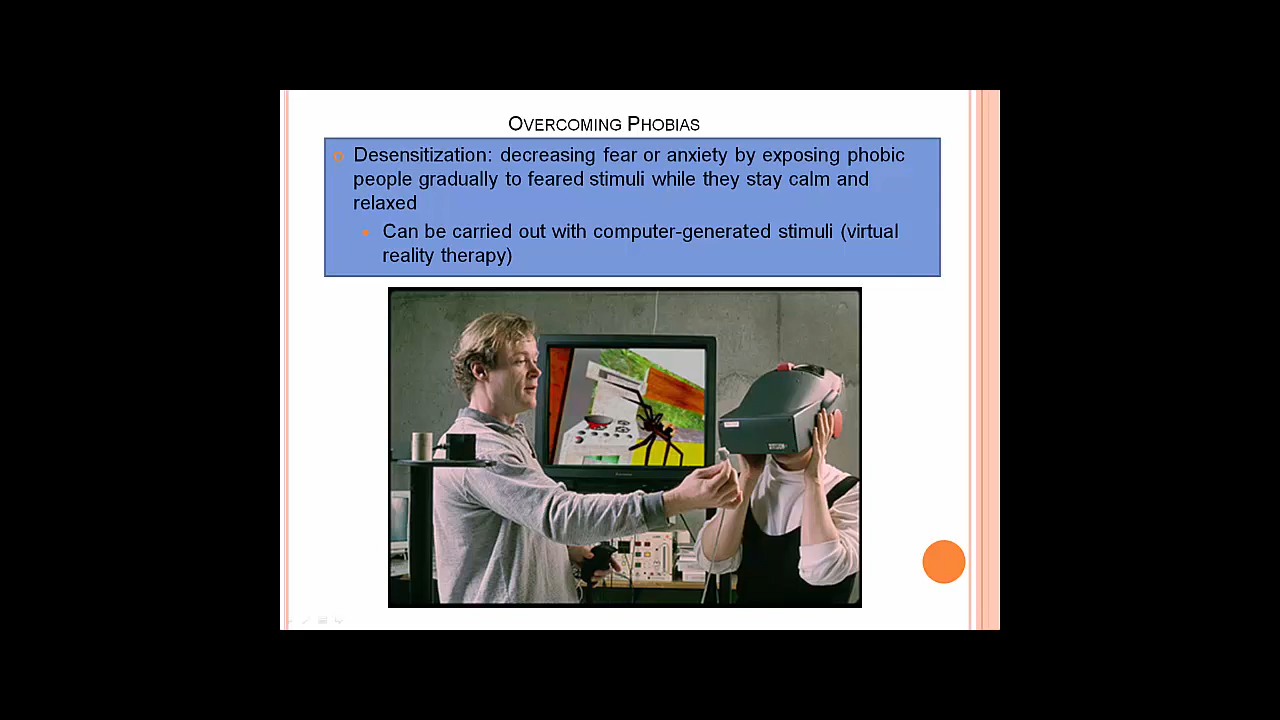 Overcoming Phobias
Desensitization: decreasing fear or anxiety by exposing phobic
people gradually to feared stimuli while they stay calm and
relaxed
Can be carried out with computer-generated stimuli (virtual
reality therapy)